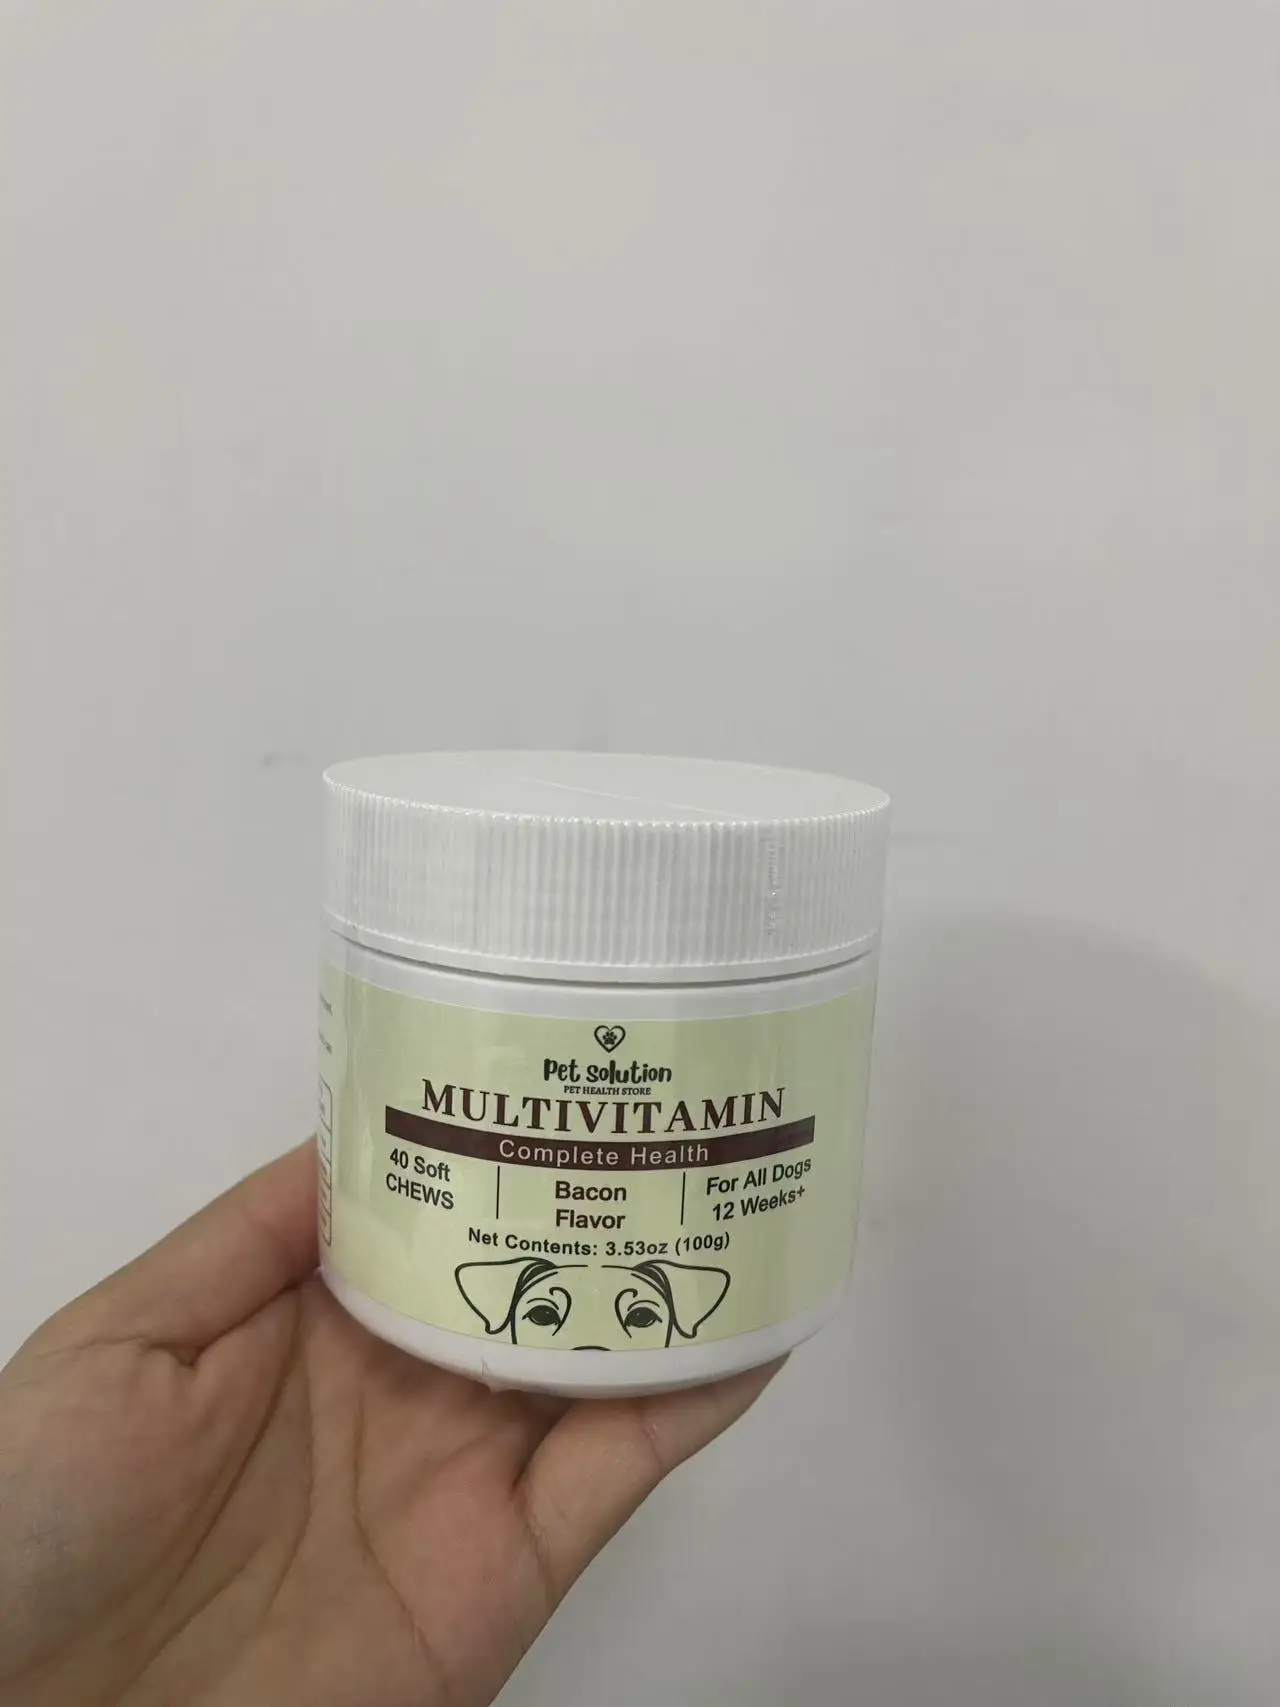 Pet Solution
PET HEALTH STORE
MULTIVITAMIN
Complete Health
40 Soft
CHEWS
Bacon
Flavor
For All Dogs
12 Weeks+
Net Contents: 3.53oz (100g)